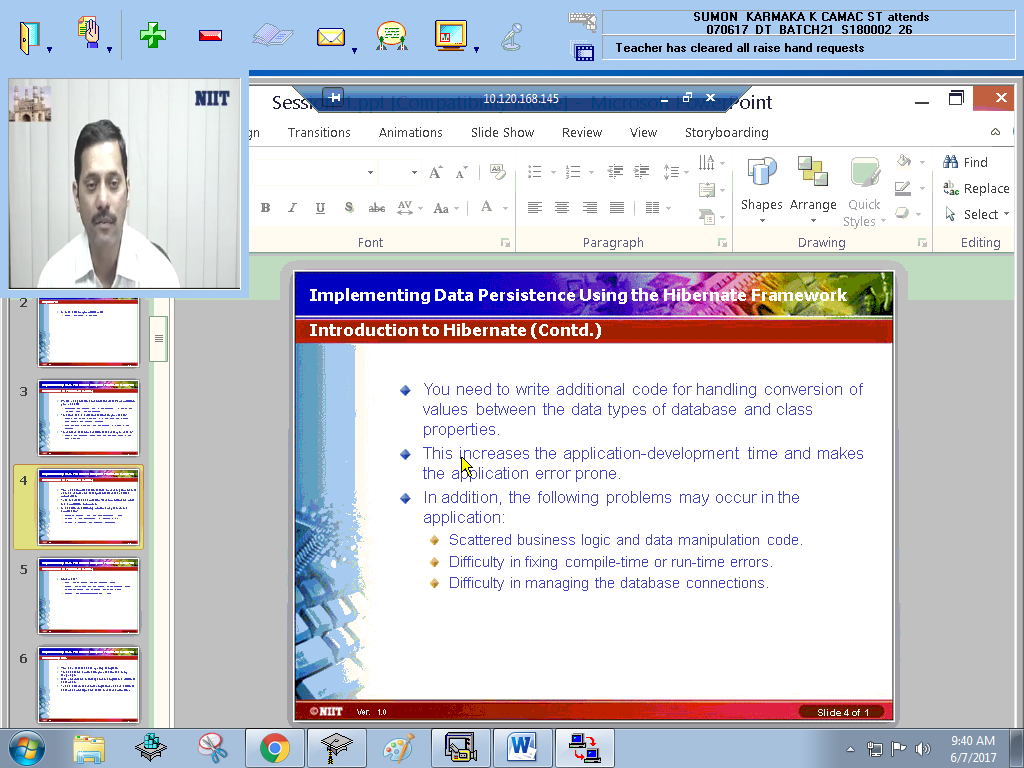 SUMON KARMAKA K CAMAC ST attends
070617 DT BATCH21 S180002 26
Teacher has cleared all raise hand requests
NIIT
10.120.168.145
Transitions Animations Slide Show Review View Storyboarding
Find
Replace
Select
Shapes Arrange Quick Styles
B I U S abc AV Aa A
Font Paragraph Drawing Editing
2
3
4
5
6
Implementing Data Persistence Using the Hibernate Framework
Introduction to Hibernate (Contd.)
You need to write additional code for handling conversion of
values between the data types of database and class
properties.
This increases the application-development time and makes
the application error prone.
In addition, the following problems may occur in the
application:
Scattered business logic and data manipulation code.
Difficulty in fixing compile-time or run-time errors.
Difficulty in managing the database connections.
© NIIT Ver. 1.0 Slide 4 of 1
9:40 AM
6/7/2017